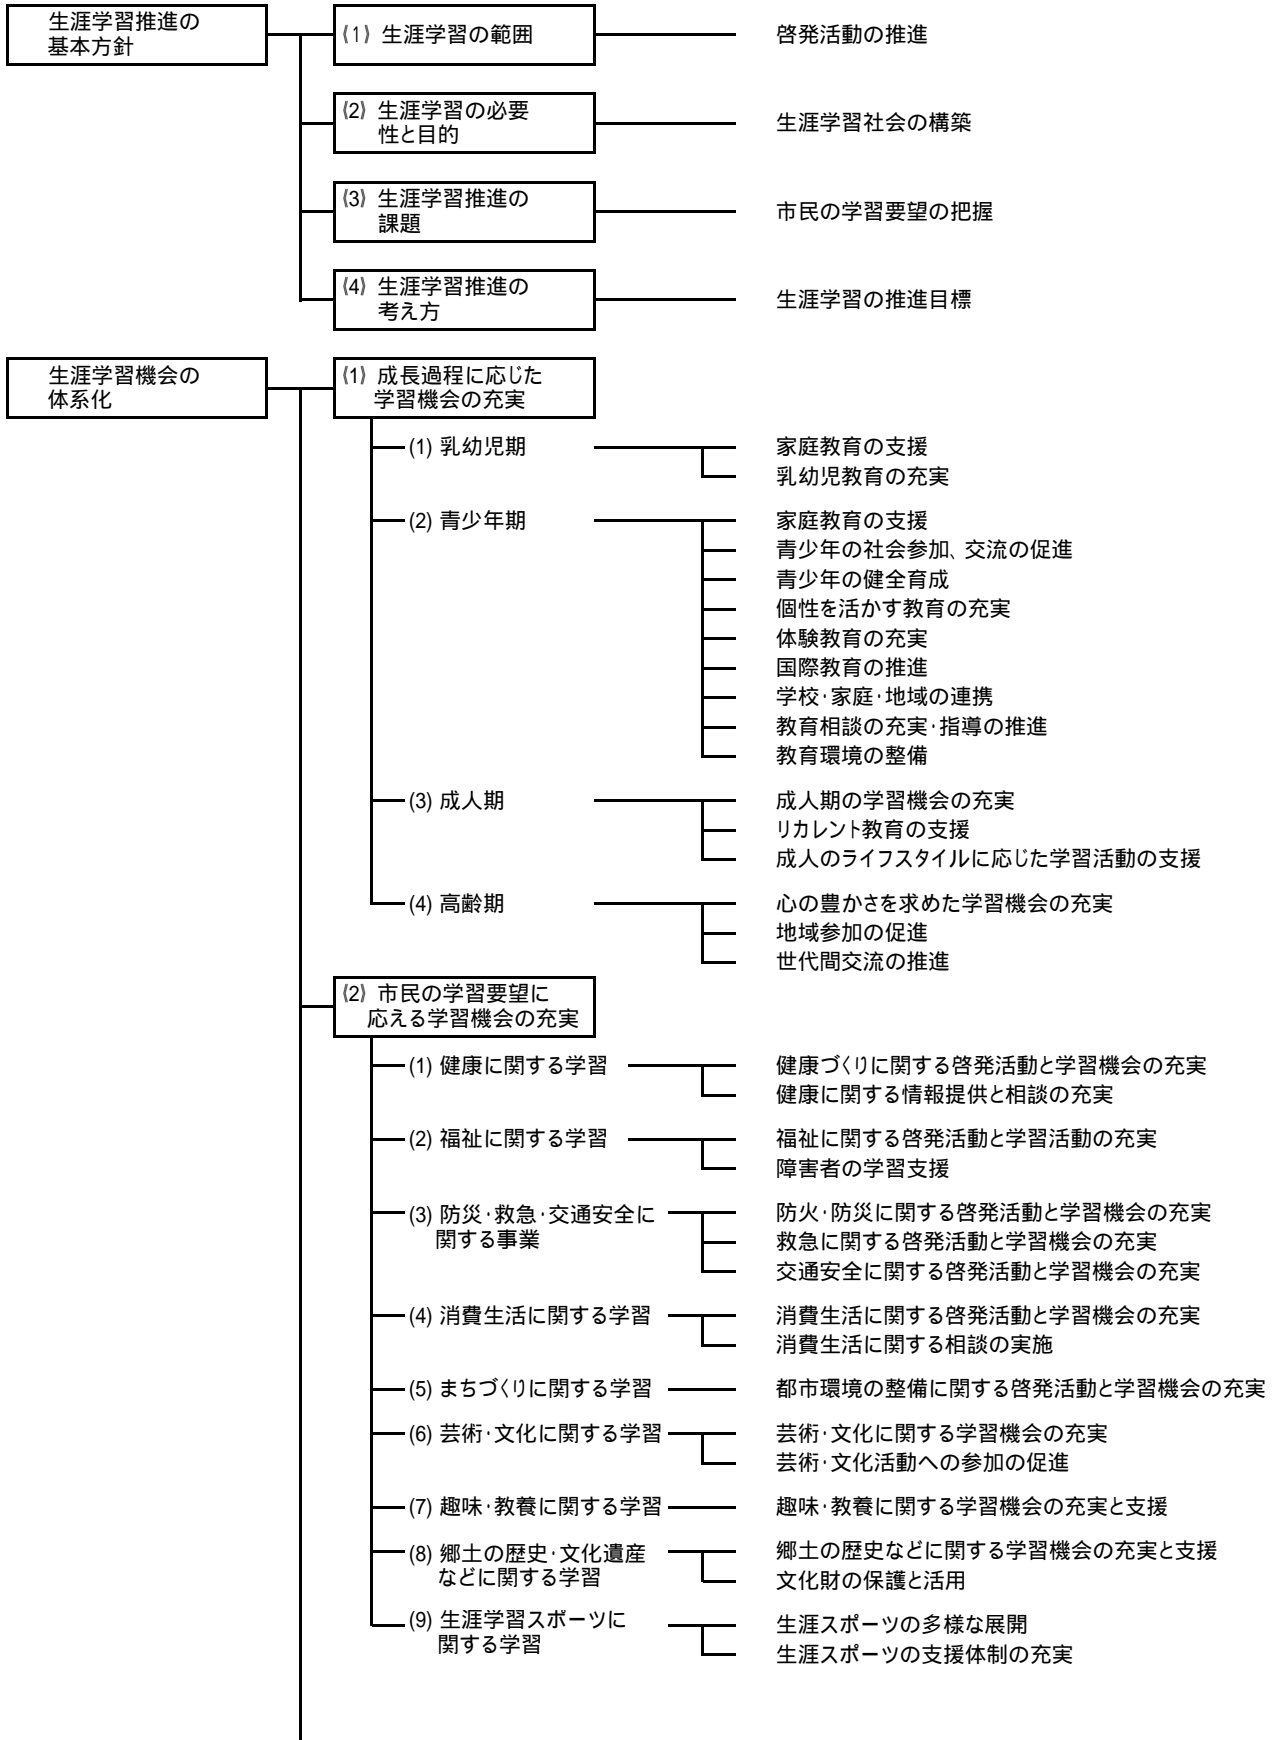 生涯学習推進の
基本方針
⟪1⟫ 生涯学習の範囲
啓発活動の推進
⟪2⟫ 生涯学習の必要
性と目的
生涯学習社会の構築
⟪3⟫ 生涯学習推進の
課題
市民の学習要望の把握
⟪4⟫ 生涯学習推進の
考え方
生涯学習の推進目標
生涯学習機会の
体系化
⟪1⟫ 成長過程に応じた
学習機会の充実
(1) 乳幼児期
家庭教育の支援
乳幼児教育の充実
(2) 青少年期
家庭教育の支援
青少年の社会参加、交流の促進
青少年の健全育成
個性を活かす教育の充実
体験教育の充実
国際教育の推進
学校・家庭・地域の連携
教育相談の充実・指導の推進
教育環境の整備
(3) 成人期
成人期の学習機会の充実
リカレント教育の支援
成人のライフスタイルに応じた学習活動の支援
(4) 高齢期
心の豊かさを求めた学習機会の充実
地域参加の促進
世代間交流の推進
⟪2⟫ 市民の学習要望に
応える学習機会の充実
(1) 健康に関する学習
健康づくりに関する啓発活動と学習機会の充実
健康に関する情報提供と相談の充実
(2) 福祉に関する学習
福祉に関する啓発活動と学習活動の充実
障害者の学習支援
(3) 防災・救急・交通安全に
関する事業
防火・防災に関する啓発活動と学習機会の充実
救急に関する啓発活動と学習機会の充実
交通安全に関する啓発活動と学習機会の充実
(4) 消費生活に関する学習
消費生活に関する啓発活動と学習機会の充実
消費生活に関する相談の実施
(5) まちづくりに関する学習
都市環境の整備に関する啓発活動と学習機会の充実
(6) 芸術・文化に関する学習
芸術・文化に関する学習機会の充実
芸術・文化活動への参加の促進
(7) 趣味・教養に関する学習
趣味・教養に関する学習機会の充実と支援
(8) 郷土の歴史・文化遺産
などに関する学習
郷土の歴史などに関する学習機会の充実と支援
文化財の保護と活用
(9) 生涯学習スポーツに
関する学習
生涯スポーツの多様な展開
生涯スポーツの支援体制の充実